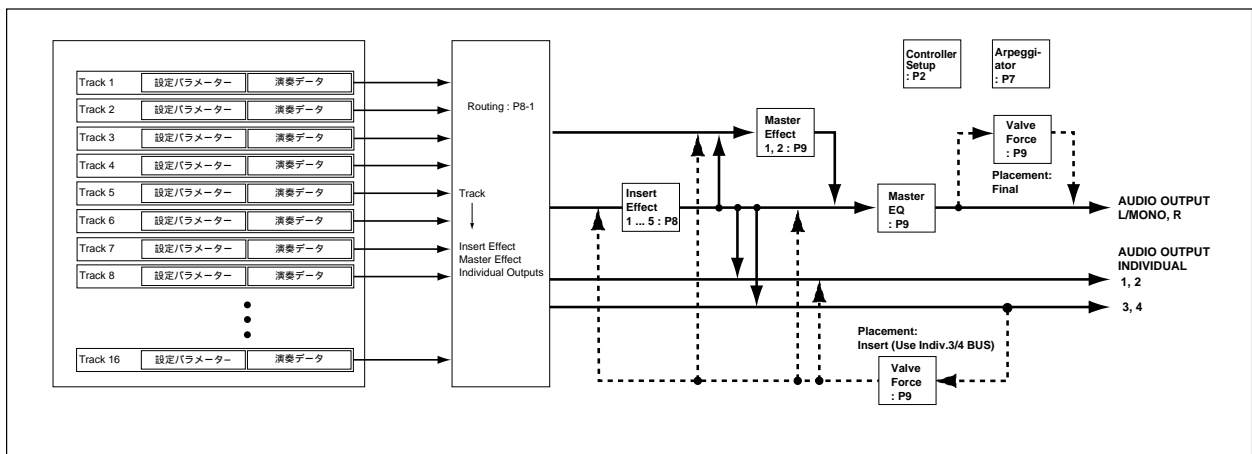 Track 1 設定パラメーター 演奏データ
Track 2 設定パラメーター 演奏データ
Track 3 設定パラメーター 演奏データ
Track 4 設定パラメーター 演奏データ
Track 5 設定パラメーター 演奏データ
Track 6 設定パラメーター 演奏データ
Track 7 設定パラメーター 演奏データ
Track 8 設定パラメーター 演奏データ
Track 16 設定パラメーター 演奏データ
Routing : P8-1
Track
Insert Effect
Master Effect
Individual Outputs
Insert
Effect
1 ... 5 : P8
Master
Effect
1, 2 : P9
Master
EQ
: P9
Controller
Setup
: P2
Arpeggi-
ator
: P7
Valve
Force
: P9
Placement:
Final
AUDIO OUTPUT
L/MONO, R
AUDIO OUTPUT
INDIVIDUAL
1, 2
3, 4
Placement:
Insert (Use Indiv.3/4 BUS)
Valve
Force
: P9